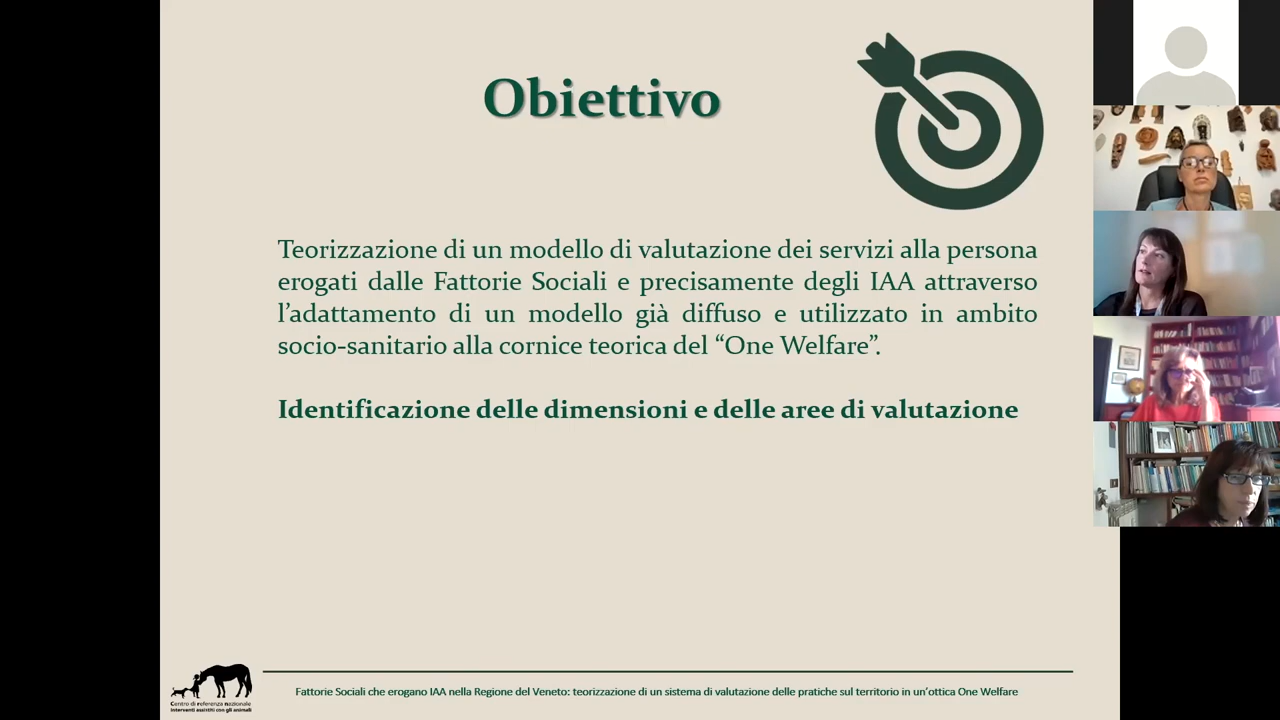 Obiettivo
Teorizzazione di un modello di valutazione dei servizi alla persona
erogati dalle Fattorie Sociali e precisamente degli IAA attraverso
l’adattamento di un modello già diffuso e utilizzato in ambito
socio-sanitario alla cornice teorica del “One Welfare”.
Identificazione delle dimensioni e delle aree di valutazione
Centro di referenza nazionale
interventi assistiti con gli animali
Fattorie Sociali che erogano IAA nella Regione del Veneto: teorizzazione di un sistema di valutazione delle pratiche sul territorio in un’ottica One Welfare